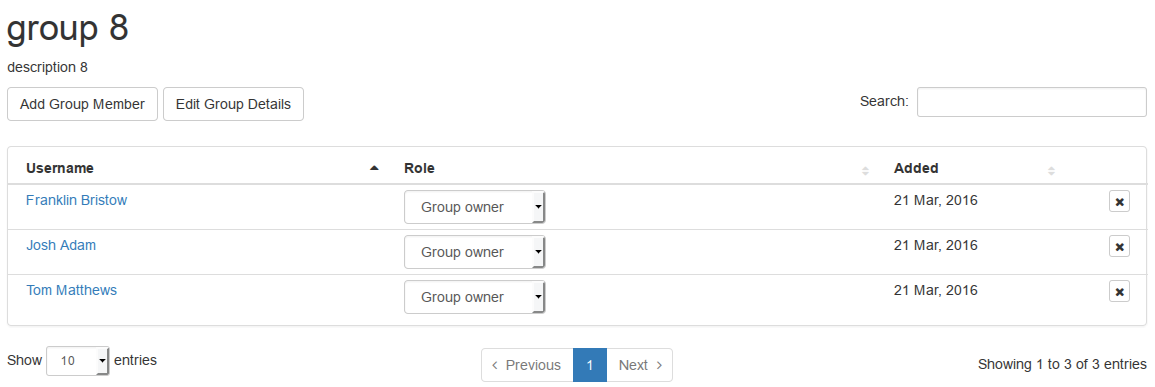 group 8
description 8
Add Group Member Edit Group Details Search:
Username Role Added
Franklin Bristow Group owner 21 Mar, 2016
Josh Adam Group owner 21 Mar, 2016
Tom Matthews Group owner 21 Mar, 2016
Show 10 entries Previous 1 Next Showing 1 to 3 of 3 entries